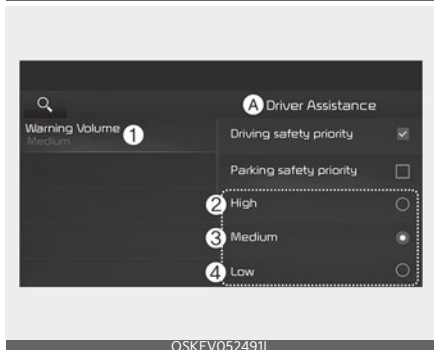 A Driver Assistance
Warning Volume 1
Medium
Driving safety priority
Parking safety priority
2 High
3 Medium
4 Low
OSKEV052491L